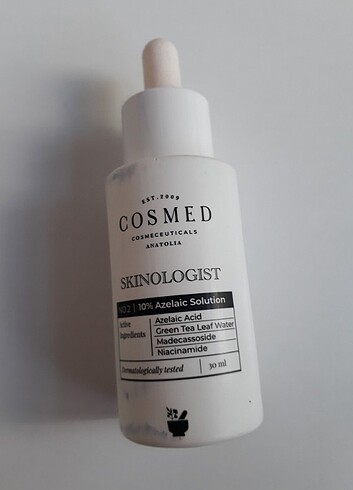 EST. 2009
COSMED
COSMECEUTICALS
ANATOLIA
SKINOLOGIST
NO.2 | 10% Azelaic Solution
Active Ingredients
Azelaic Acid
Green Tea Leaf Water
Madecassoside
Niacinamide
Dermatologically tested | 30 ml